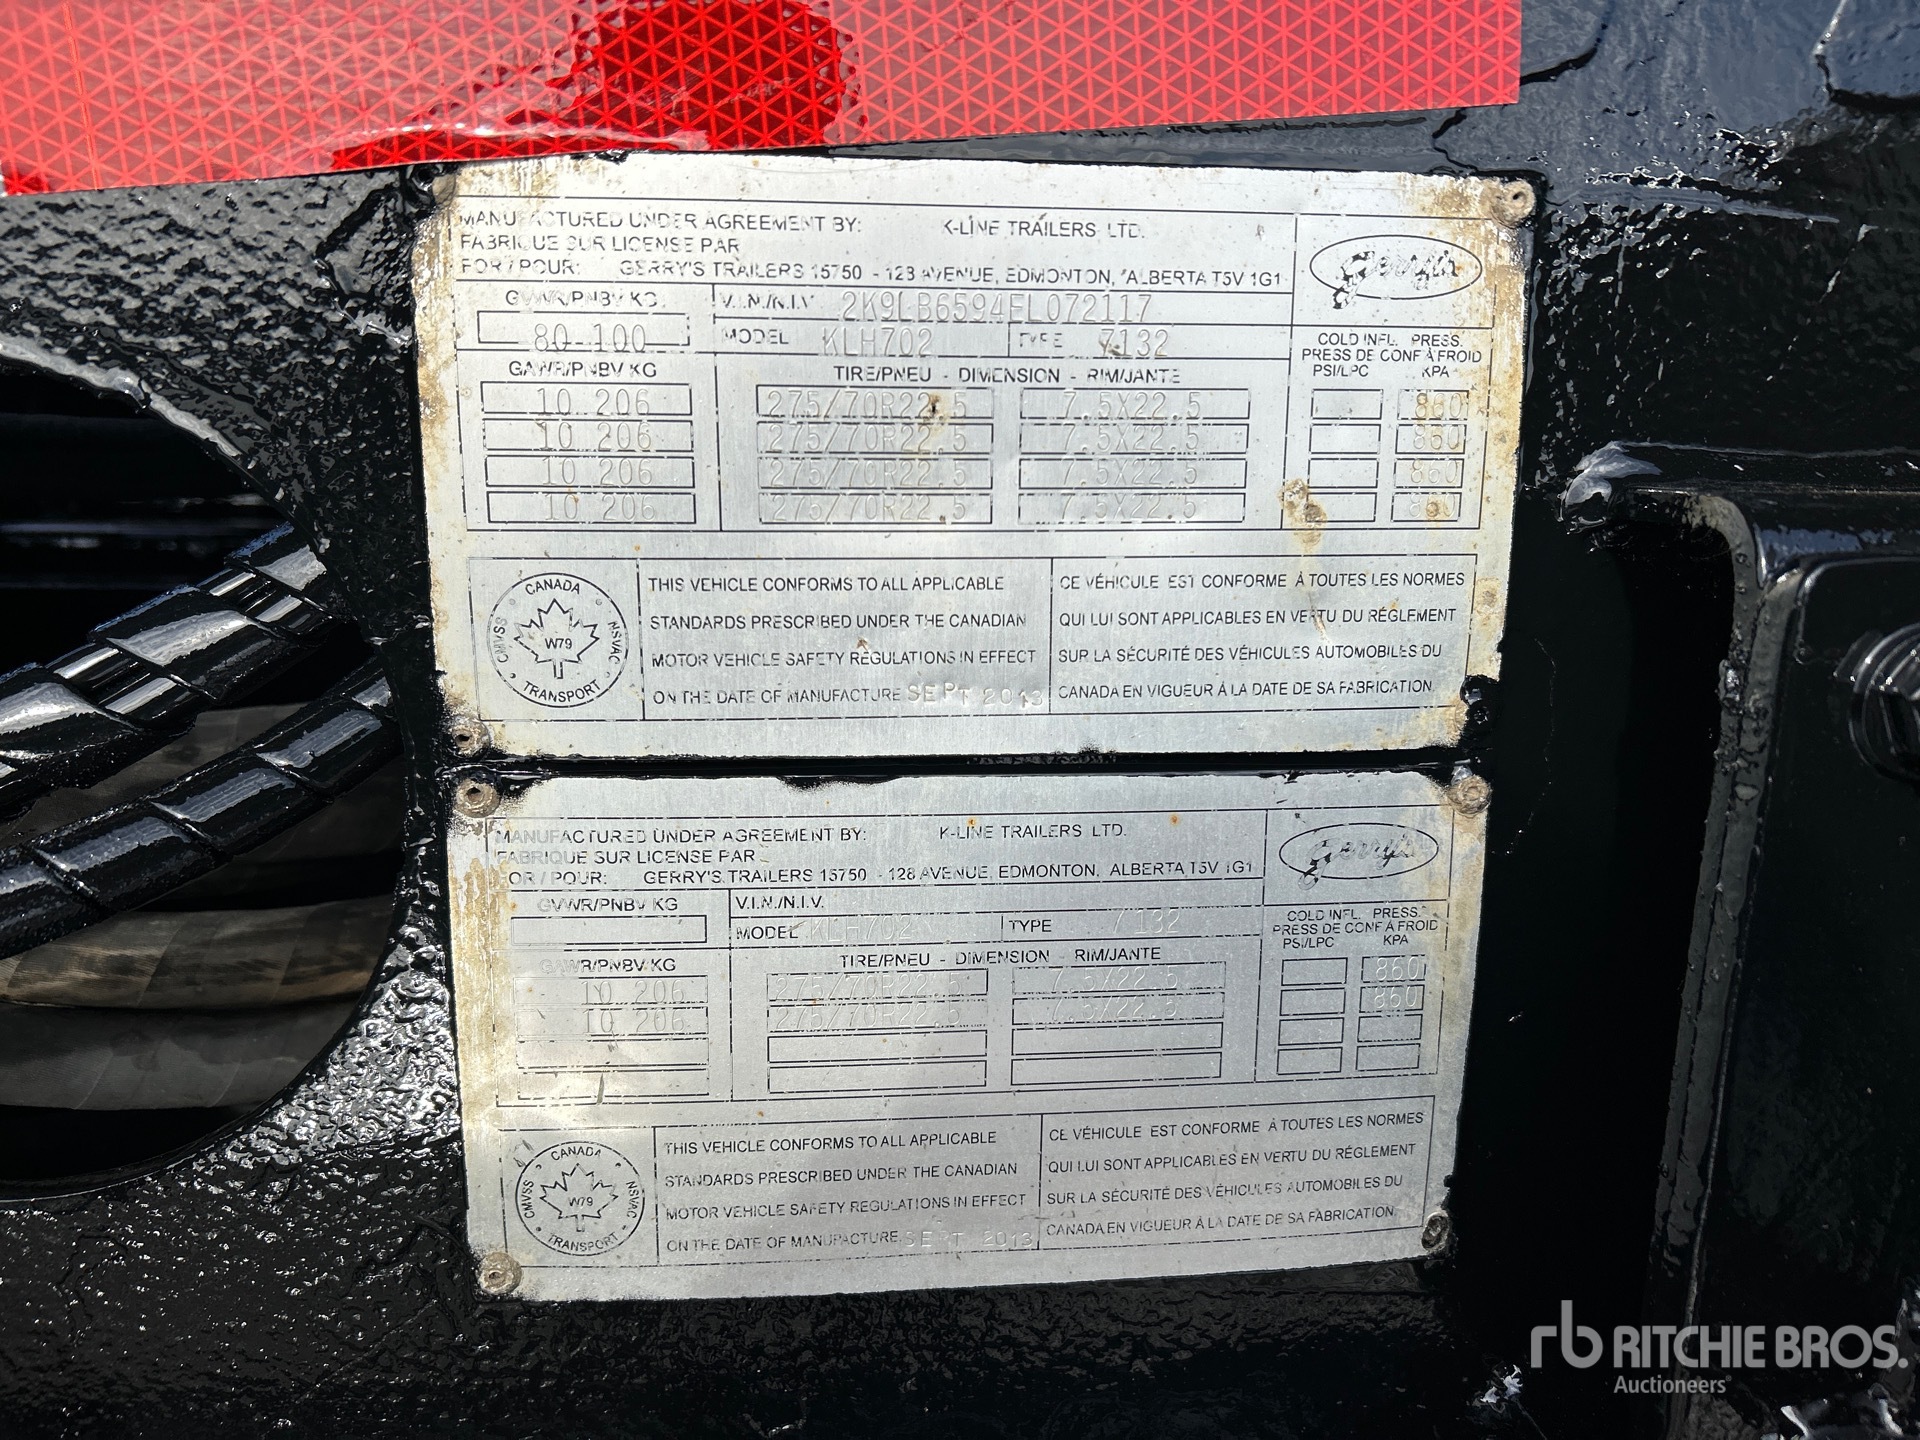 MANUFACTURED UNDER AGREEMENT BY: K-LINE TRAILERS LTD.
FABRIQUE SUR LICENSE PAR
FOR / POUR: GERRY'S TRAILERS 15750 - 128 AVENUE, EDMONTON, ALBERTA T5V 1G1
Gerry's
GVWR/PNBV KG
80-100
V.I.N./N.I.V. 2K9LB6594EL072117
MODEL KLH702 TYPE 7132
COLD INFL. PRESS.
PRESS DE CONF À FROID
PSI/LPC KPA
GAWR/PNBV KG TIRE/PNEU - DIMENSION - RIM/JANTE
10 206 275/70R22.5 7.5X22.5 860
10 206 275/70R22.5 7.5X22.5 860
10 206 275/70R22.5 7.5X22.5 860
10 206 275/70R22.5 7.5X22.5 860
CANADA
CMVSS W79 NSVAC
TRANSPORT
THIS VEHICLE CONFORMS TO ALL APPLICABLE
STANDARDS PRESCRIBED UNDER THE CANADIAN
MOTOR VEHICLE SAFETY REGULATIONS IN EFFECT
ON THE DATE OF MANUFACTURE SEPT 2013
CE VÉHICULE EST CONFORME À TOUTES LES NORMES
QUI LUI SONT APPLICABLES EN VERTU DU RÉGLEMENT
SUR LA SÉCURITÉ DES VÉHICULES AUTOMOBILES DU
CANADA EN VIGUEUR À LA DATE DE SA FABRICATION.
MANUFACTURED UNDER AGREEMENT BY: K-LINE TRAILERS LTD.
FABRIQUE SUR LICENSE PAR
FOR / POUR: GERRY'S TRAILERS 15750 - 128 AVENUE, EDMONTON, ALBERTA T5V 1G1
Gerry's
GVWR/PNBV KG
V.I.N./N.I.V.
MODEL KLH702 TYPE 7132
COLD INFL. PRESS.
PRESS DE CONF À FROID
PSI/LPC KPA
GAWR/PNBV KG TIRE/PNEU - DIMENSION - RIM/JANTE
10 206 275/70R22.5 7.5X22.5 860
10 206 275/70R22.5 7.5X22.5 860
CANADA
CMVSS W79 NSVAC
TRANSPORT
THIS VEHICLE CONFORMS TO ALL APPLICABLE
STANDARDS PRESCRIBED UNDER THE CANADIAN
MOTOR VEHICLE SAFETY REGULATIONS IN EFFECT
ON THE DATE OF MANUFACTURE SEPT 2013
CE VÉHICULE EST CONFORME À TOUTES LES NORMES
QUI LUI SONT APPLICABLES EN VERTU DU RÉGLEMENT
SUR LA SÉCURITÉ DES VÉHICULES AUTOMOBILES DU
CANADA EN VIGUEUR À LA DATE DE SA FABRICATION.
rb RITCHIE BROS.
Auctioneers